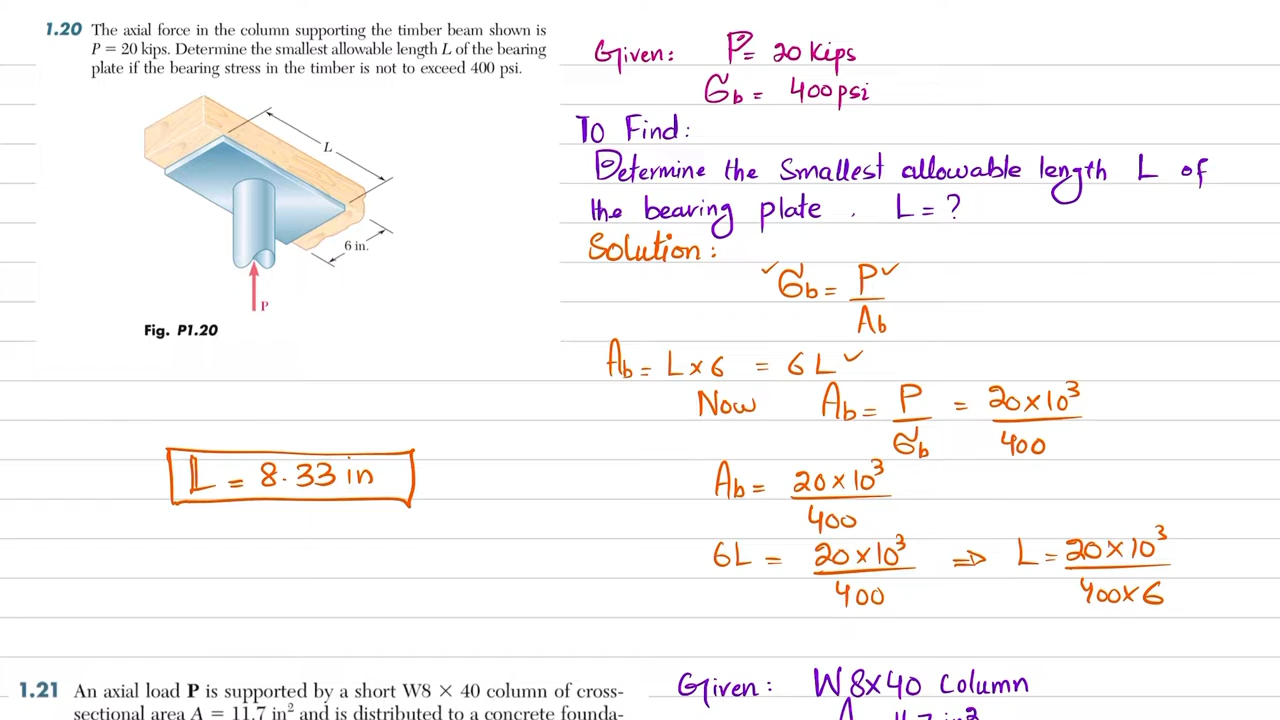 1.20 The axial force in the column supporting the timber beam shown is
P = 20 kips. Determine the smallest allowable length L of the bearing
plate if the bearing stress in the timber is not to exceed 400 psi.
L
6 in.
P
Fig. P1.20
L = 8.33 in
Given: P = 20 Kips
σb = 400 psi
To Find:
Determine the smallest allowable length L of
the bearing plate . L = ?
Solution:
✓σb = P✓
Ab
Ab = L × 6 = 6L ✓
Now Ab = P = 20×10³
σb 400
Ab = 20×10³
400
6L = 20×10³ ⇒ L = 20×10³
400 400×6
1.21 An axial load P is supported by a short W8 × 40 column of cross-
sectional area A = 11.7 in² and is distributed to a concrete founda-
Given: W 8×40 Column